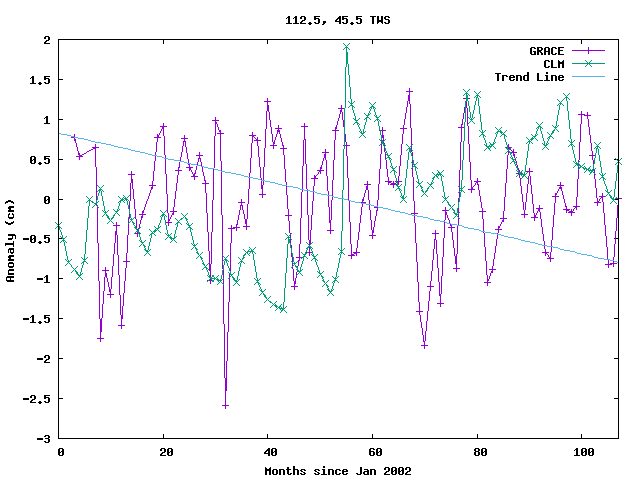 112.5, 45.5 TWS
GRACE
CLM
Trend Line
2
1.5
1
0.5
0
-0.5
-1
-1.5
-2
-2.5
-3
Anomaly (cm)
0 20 40 60 80 100
Months since Jan 2002